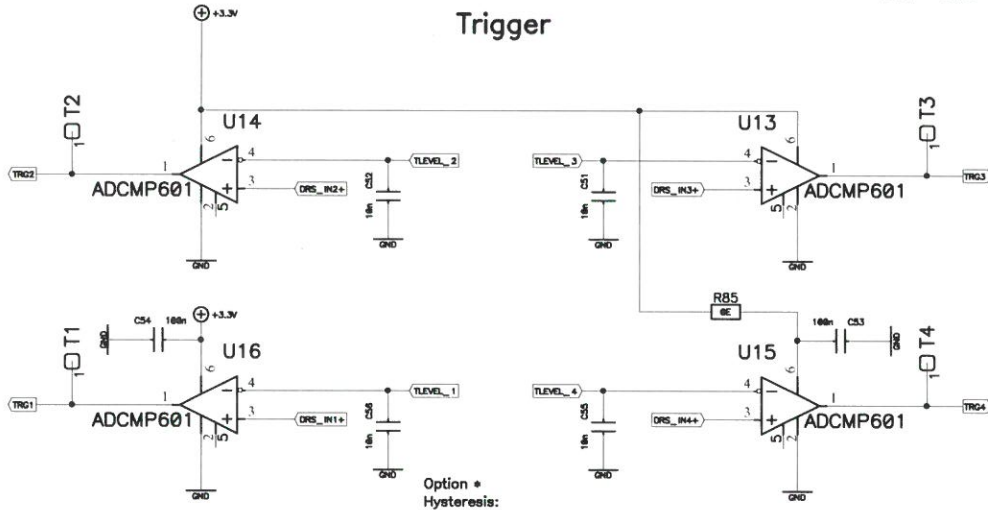 Trigger
+3.3V
T2
1
U14
6
TRG2
1
4
TLEVEL_2
ADCMP601
3
DRS_IN2+
C52
10n
2
5
GND
GND
U13
6
T3
1
TLEVEL_3
4
1
TRG3
C51
10n
DRS_IN3+
3
ADCMP601
5
2
GND
GND
T1
1
C54
100n
+3.3V
GND
U16
6
TRG1
1
4
TLEVEL_1
ADCMP601
3
DRS_IN1+
C56
10n
2
5
GND
GND
R85
0E
100n
C53
GND
U15
6
T4
1
TLEVEL_4
4
1
TRG4
C55
10n
DRS_IN4+
3
ADCMP601
5
2
GND
GND
Option *
Hysteresis: